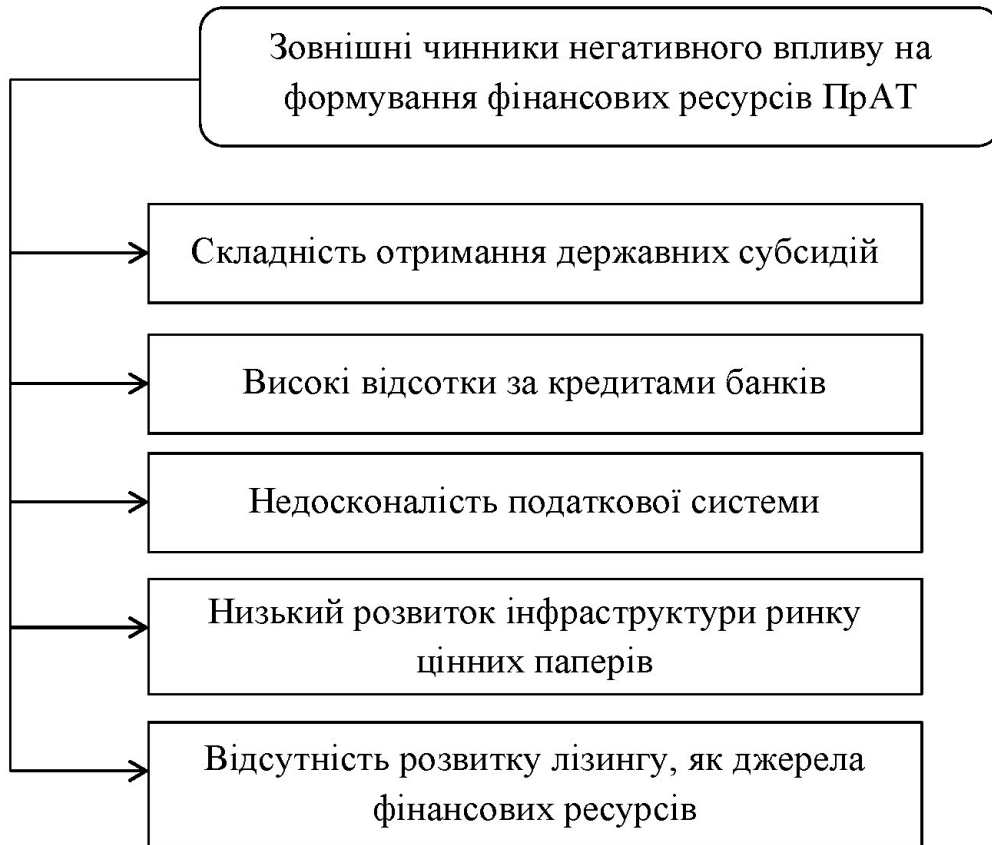 Зовнішні чинники негативного впливу на
формування фінансових ресурсів ПрАТ
Складність отримання державних субсидій
Високі відсотки за кредитами банків
Недосконалість податкової системи
Низький розвиток інфраструктури ринку
цінних паперів
Відсутність розвитку лізингу, як джерела
фінансових ресурсів